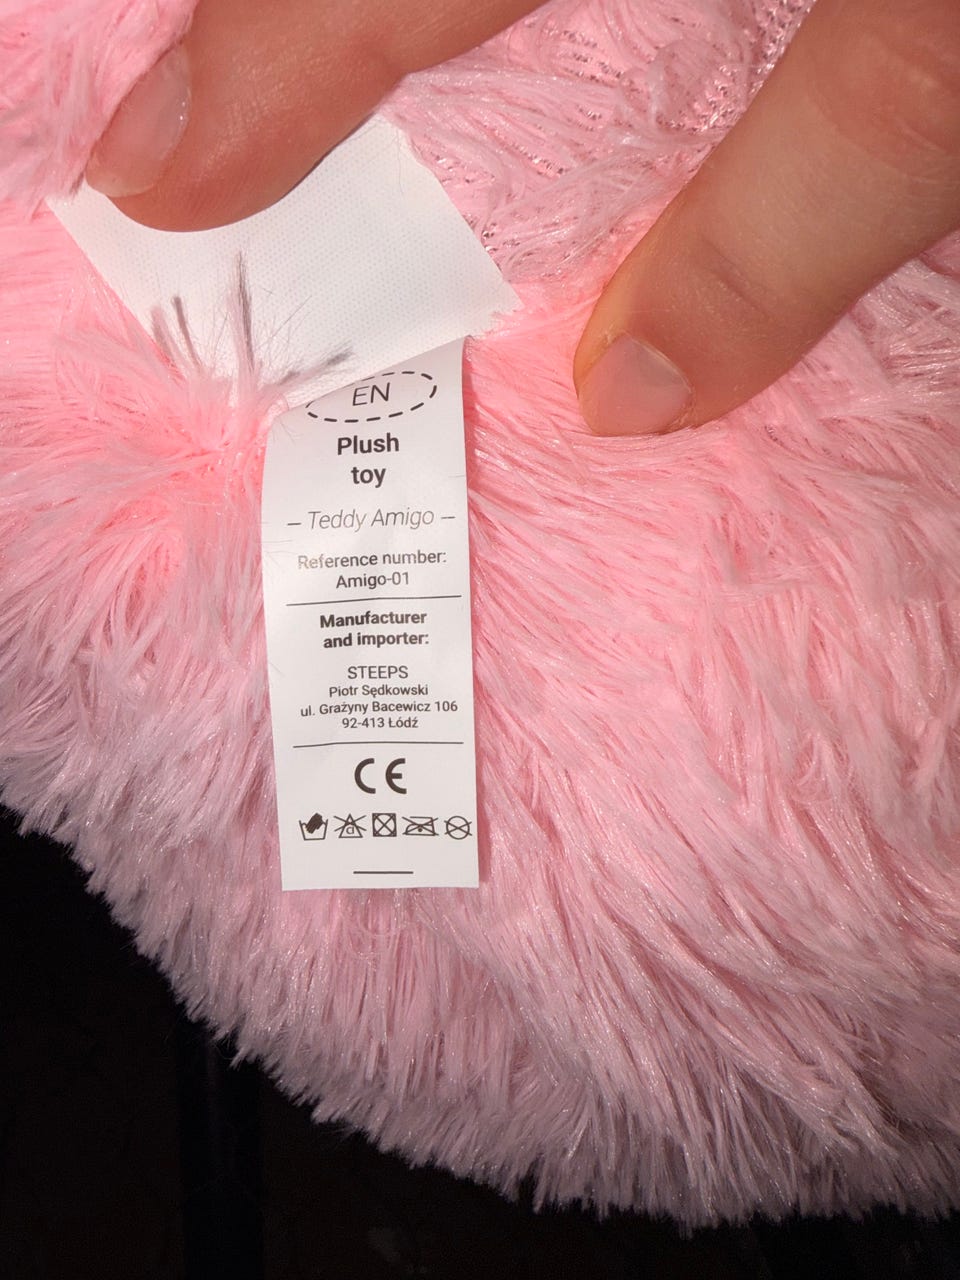 EN
Plush
toy
– Teddy Amigo –
Reference number:
Amigo-01
Manufacturer
and importer:
STEEPS
Piotr Sędkowski
ul. Grażyny Bacewicz 106
92-413 Łódź
CE